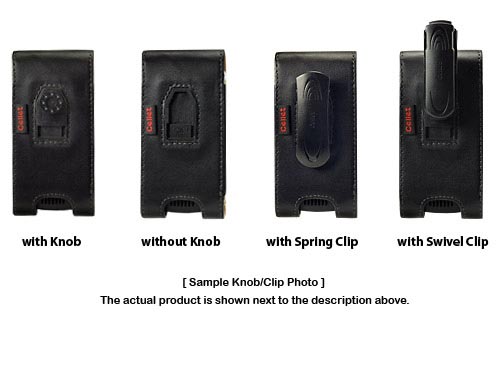 Cellet
Cellet
Cellet
Cellet
with Knob
without Knob
with Spring Clip
with Swivel Clip
[ Sample Knob/Clip Photo ]
The actual product is shown next to the description above.